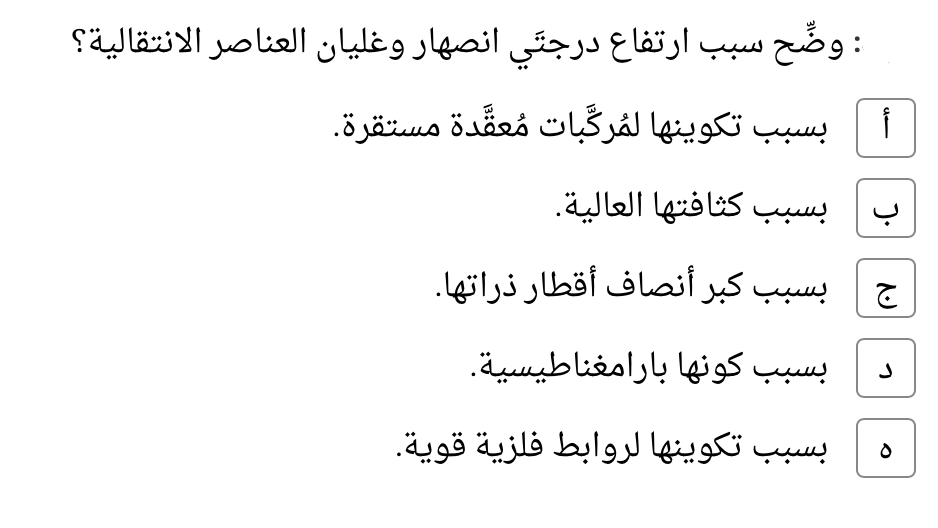 : وضِّح سبب ارتفاع درجتَي انصهار وغليان العناصر الانتقالية؟
أ بسبب تكوينها لمُركَّبات مُعقَّدة مستقرة.
ب بسبب كثافتها العالية.
ج بسبب كبر أنصاف أقطار ذراتها.
د بسبب كونها بارامغناطيسية.
ه بسبب تكوينها لروابط فلزية قوية.